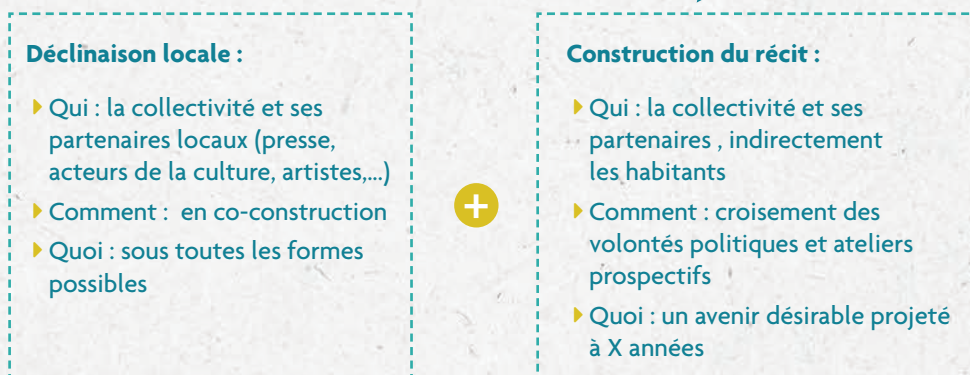 Déclinaison locale :
Qui : la collectivité et ses
partenaires locaux (presse,
acteurs de la culture, artistes,...)
Comment : en co-construction
Quoi : sous toutes les formes
possibles
+
Construction du récit :
Qui : la collectivité et ses
partenaires , indirectement
les habitants
Comment : croisement des
volontés politiques et ateliers
prospectifs
Quoi : un avenir désirable projeté
à X années